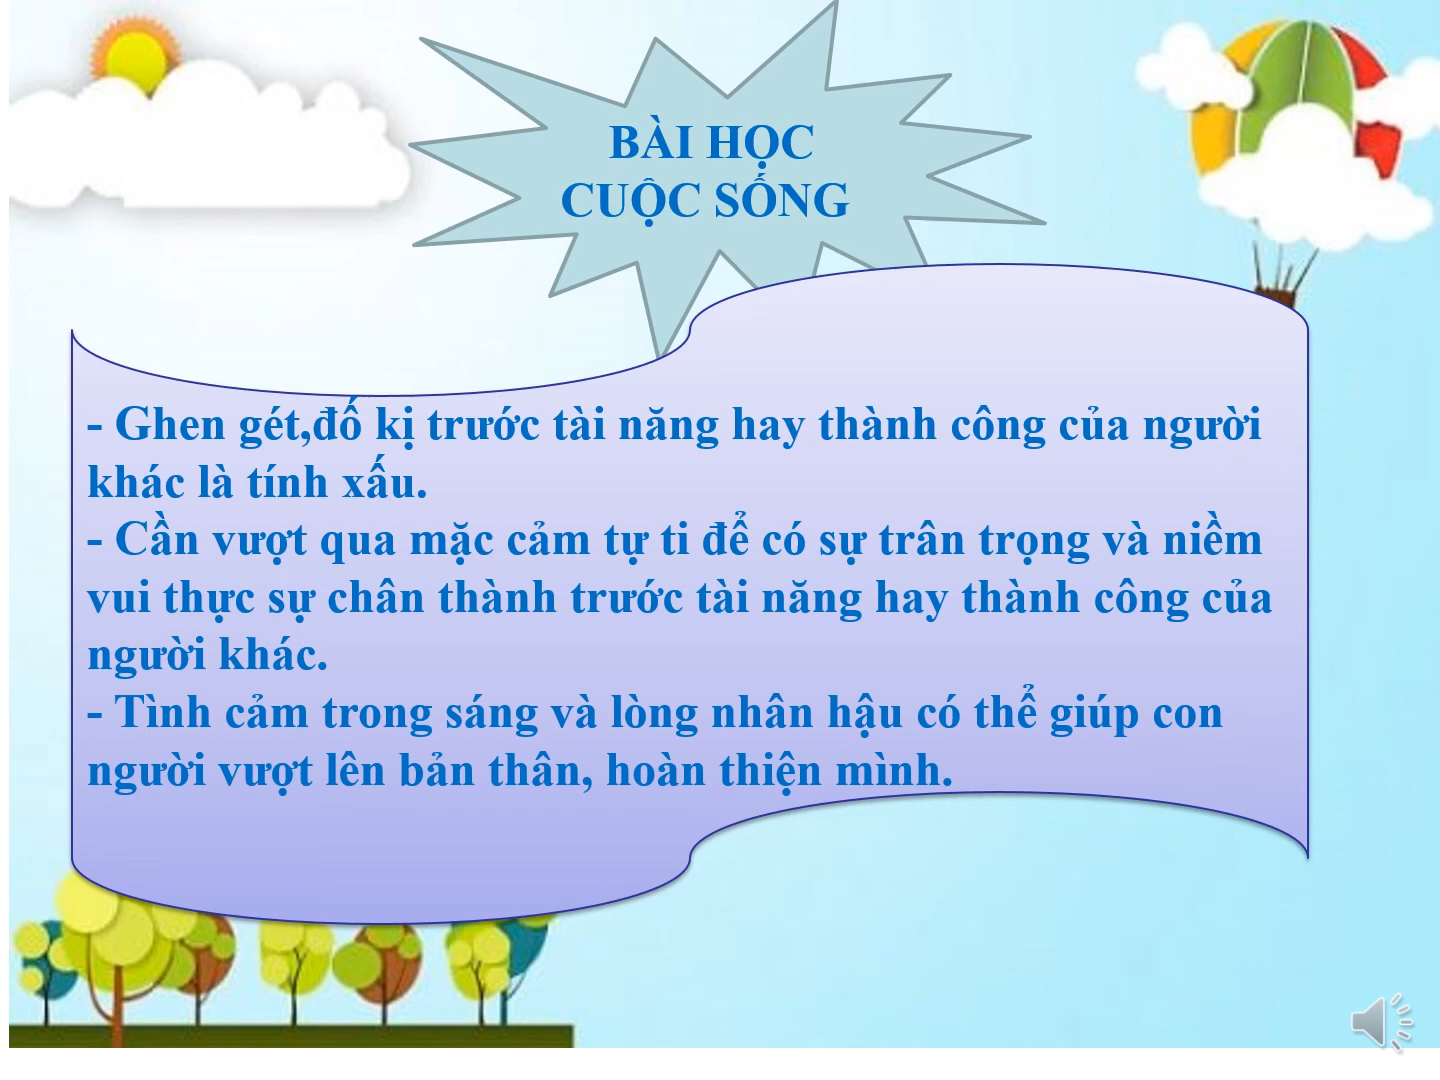 BÀI HỌC
CUỘC SỐNG
- Ghen gét,đố kị trước tài năng hay thành công của người
khác là tính xấu.
- Cần vượt qua mặc cảm tự ti để có sự trân trọng và niềm
vui thực sự chân thành trước tài năng hay thành công của
người khác.
- Tình cảm trong sáng và lòng nhân hậu có thể giúp con
người vượt lên bản thân, hoàn thiện mình.